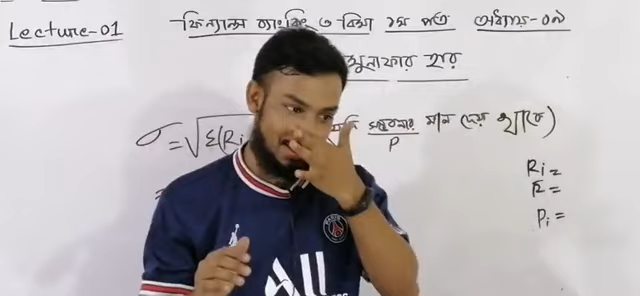 Lecture-01
ফিন্যান্স ব্যাংকিং ও বিমা ১ম পত্র অধ্যায়-০৯
মুনাফার হার
σ = √Σ(Ri
সম্ভাবনার মান দেয়া থাকে)
P
Ri =
Pi =